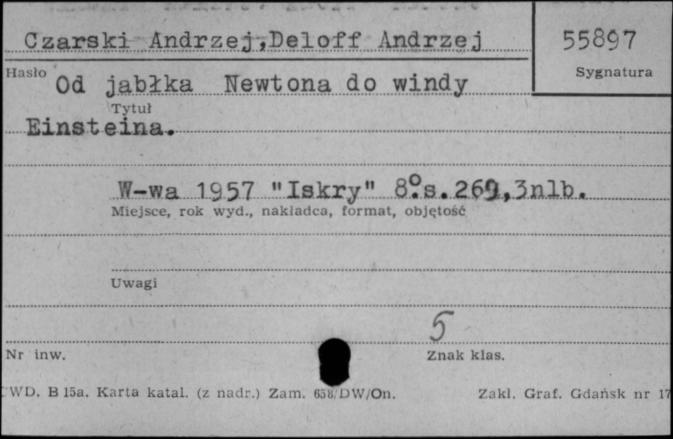 Czarski Andrzej,Deloff Andrzej
55897
Hasło
Sygnatura
Od jabłka Newtona do windy
Tytuł
Einsteina.
W-wa 1957 "Iskry" 8° s.269,3nlb.
Miejsce, rok wyd., nakładca, format, objętość
Uwagi
5
Nr inw.
Znak klas.
CWD. B 15a. Karta katal. (z nadr.) Zam. 658/DW/On.
Zakl. Graf. Gdańsk nr 17